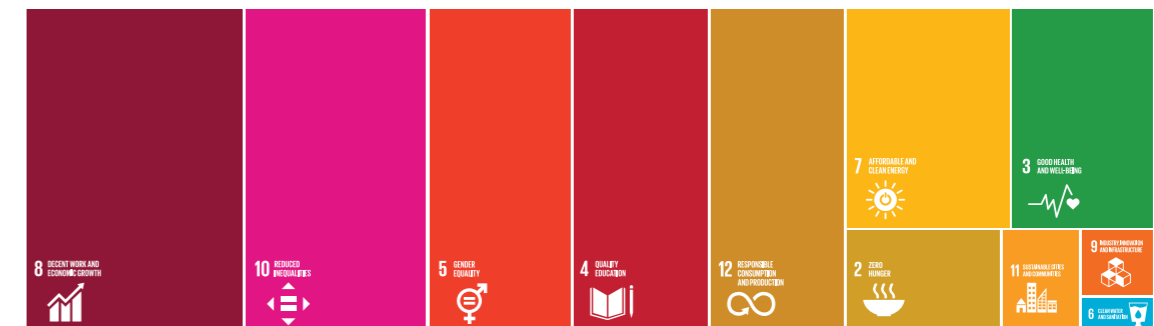 8 DECENT WORK AND
ECONOMIC GROWTH
10 REDUCED
INEQUALITIES
5 GENDER
EQUALITY
4 QUALITY
EDUCATION
12 RESPONSIBLE
CONSUMPTION
AND PRODUCTION
7 AFFORDABLE AND
CLEAN ENERGY
3 GOOD HEALTH
AND WELL-BEING
2 ZERO
HUNGER
11 SUSTAINABLE CITIES
AND COMMUNITIES
9 INDUSTRY, INNOVATION
AND INFRASTRUCTURE
6 CLEAN WATER
AND SANITATION